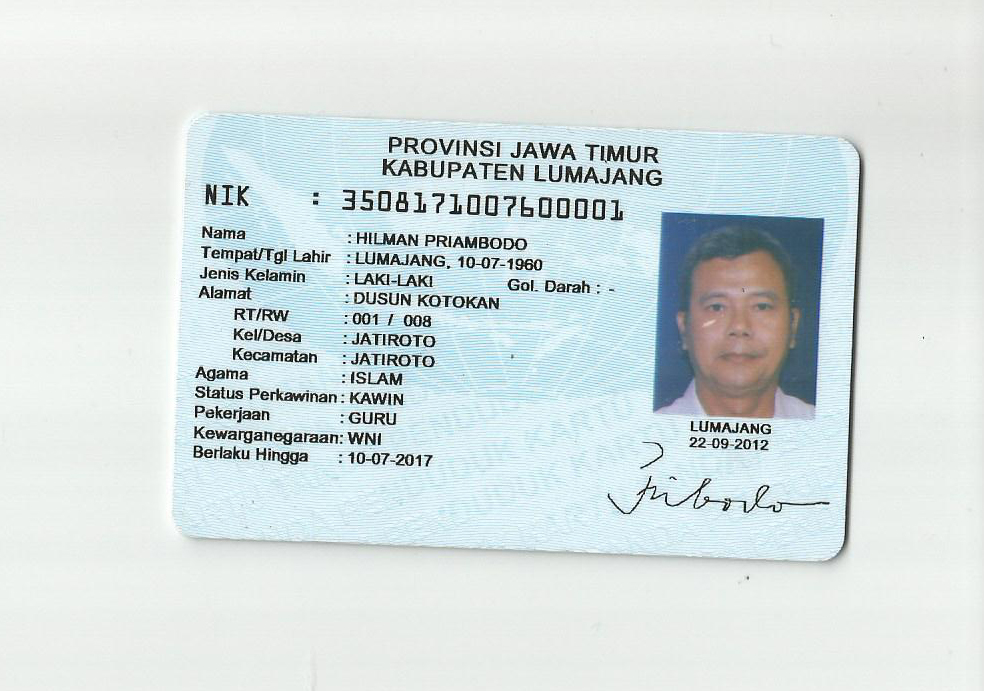 PROVINSI JAWA TIMUR
KABUPATEN LUMAJANG
NIK : 3508171007600001
Nama : HILMAN PRIAMBODO
Tempat/Tgl Lahir : LUMAJANG, 10-07-1960
Jenis Kelamin : LAKI-LAKI Gol. Darah : -
Alamat : DUSUN KOTOKAN
RT/RW : 001 / 008
Kel/Desa : JATIROTO
Kecamatan : JATIROTO
Agama : ISLAM
Status Perkawinan : KAWIN
Pekerjaan : GURU
Kewarganegaraan: WNI
Berlaku Hingga : 10-07-2017
LUMAJANG
22-09-2012